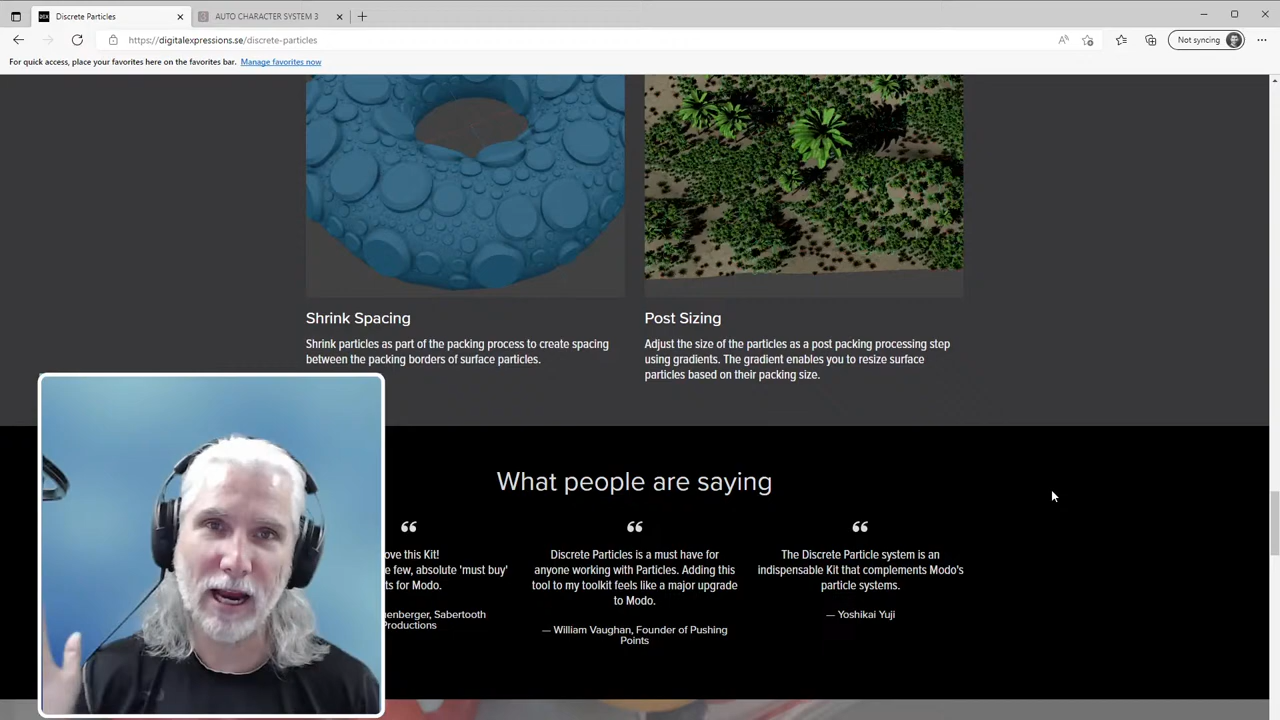 Discrete Particles
AUTO CHARACTER SYSTEM 3
https://digitalexpressions.se/discrete-particles
Not syncing
For quick access, place your favorites here on the favorites bar. Manage favorites now
Shrink Spacing
Shrink particles as part of the packing process to create spacing
between the packing borders of surface particles.
Post Sizing
Adjust the size of the particles as a post packing processing step
using gradients. The gradient enables you to resize surface
particles based on their packing size.
What people are saying
“
ove this Kit!
e few, absolute 'must buy'
ts for Modo.
enberger, Sabertooth
Productions
“
Discrete Particles is a must have for
anyone working with Particles. Adding this
tool to my toolkit feels like a major upgrade
to Modo.
— William Vaughan, Founder of Pushing
Points
“
The Discrete Particle system is an
indispensable Kit that complements Modo's
particle systems.
— Yoshikai Yuji